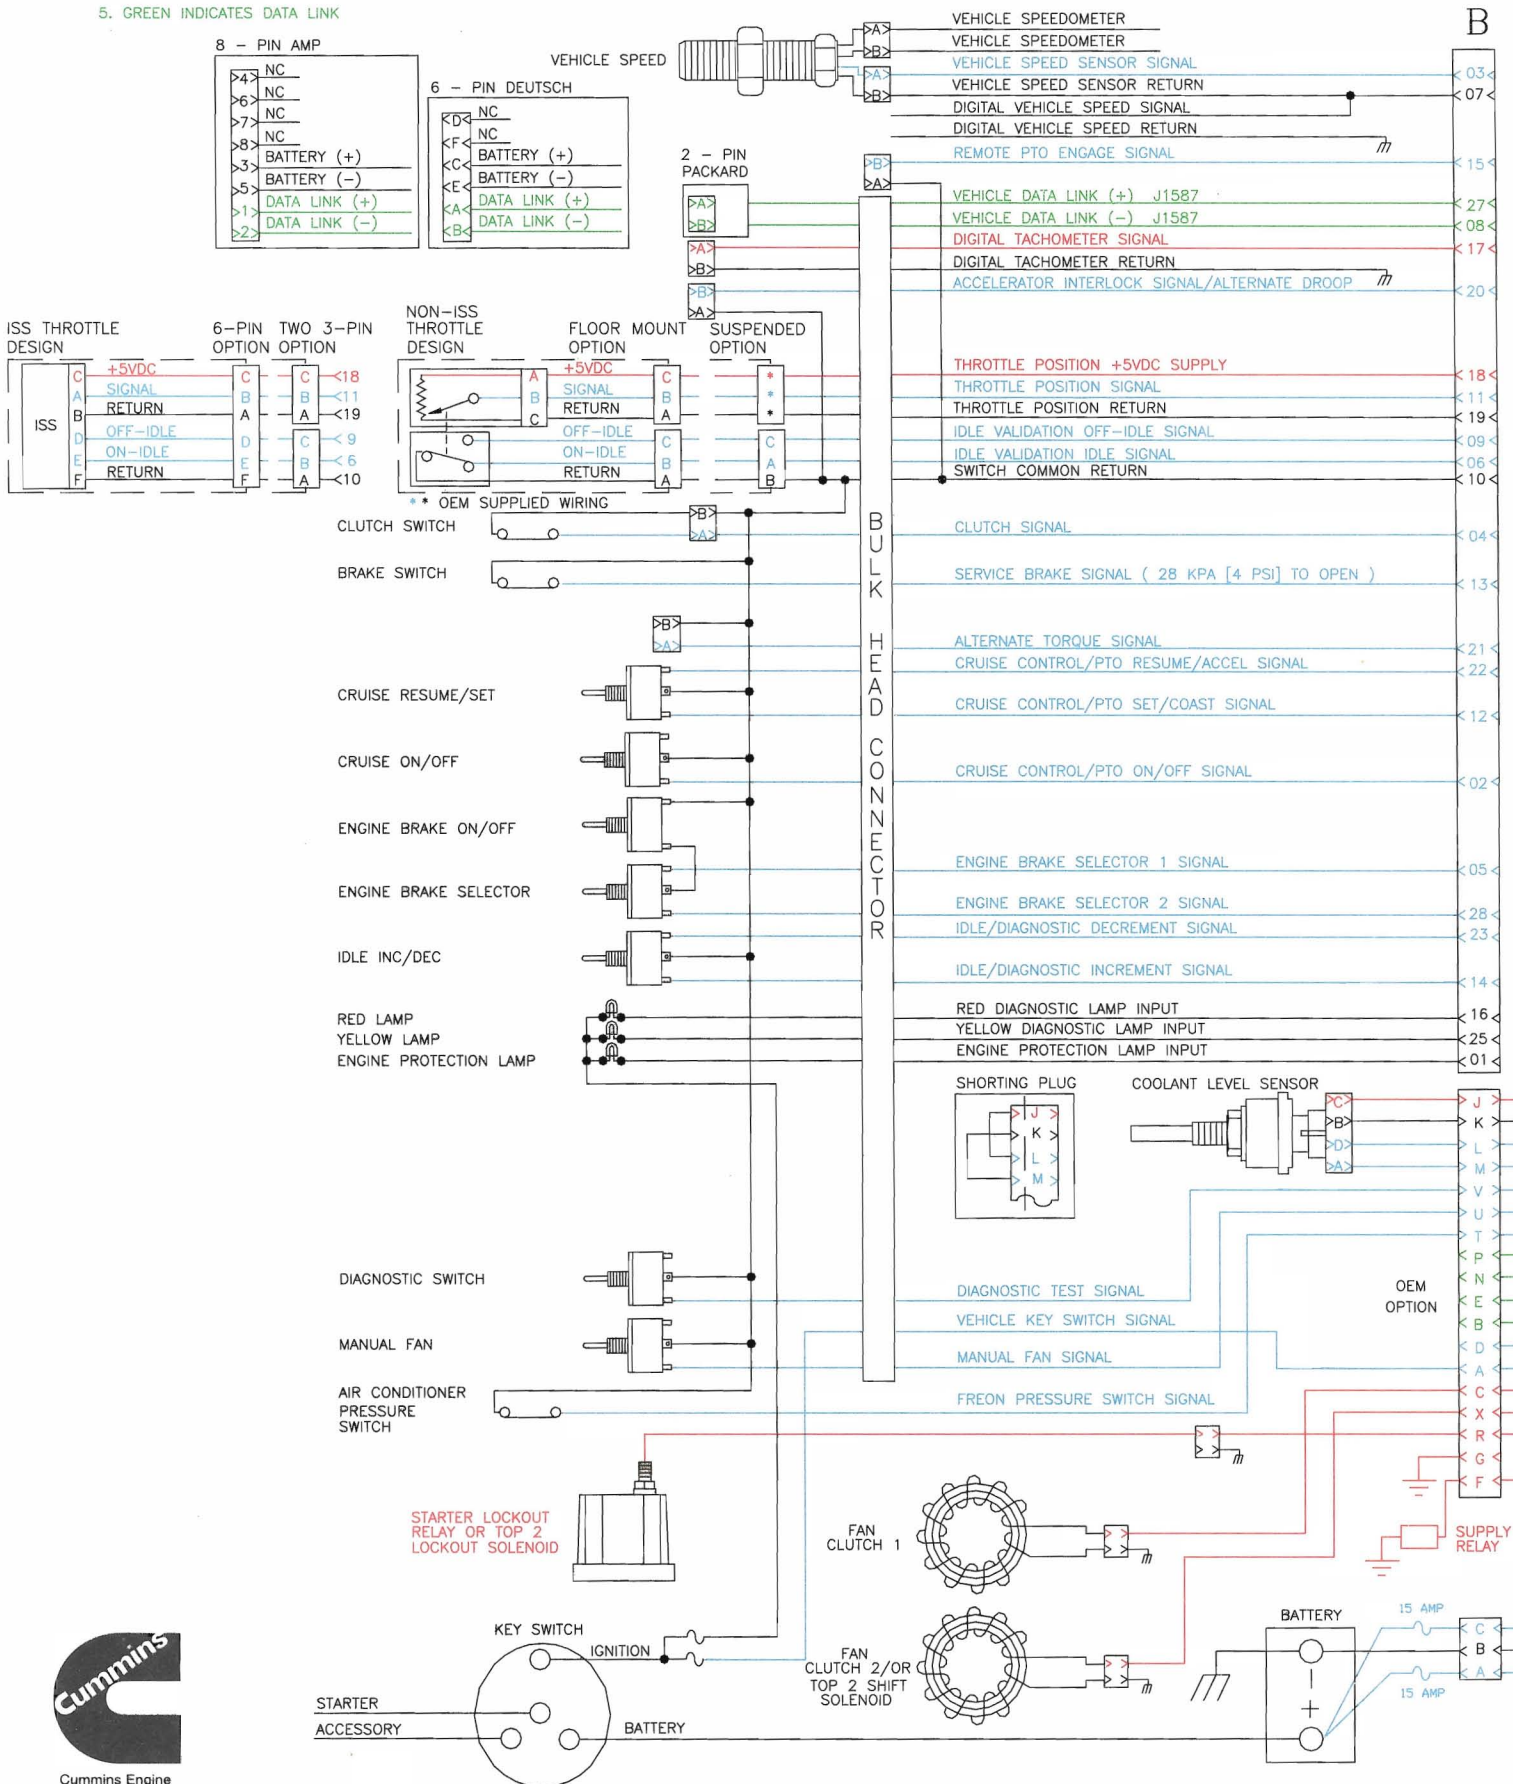 5. GREEN INDICATES DATA LINK
8 - PIN AMP
>4> NC
>6> NC
>7> NC
>8> NC
>3> BATTERY (+)
>5> BATTERY (-)
>1> DATA LINK (+)
>2> DATA LINK (-)
6 - PIN DEUTSCH
<D< NC
<F< NC
<C< BATTERY (+)
<E< BATTERY (-)
<A< DATA LINK (+)
<B< DATA LINK (-)
VEHICLE SPEED
>A> VEHICLE SPEEDOMETER
>B> VEHICLE SPEEDOMETER
>A> VEHICLE SPEED SENSOR SIGNAL
>B> VEHICLE SPEED SENSOR RETURN
DIGITAL VEHICLE SPEED SIGNAL
DIGITAL VEHICLE SPEED RETURN
>B> REMOTE PTO ENGAGE SIGNAL
>A>
2 - PIN
PACKARD
>A> VEHICLE DATA LINK (+) J1587
>B> VEHICLE DATA LINK (-) J1587
>A> DIGITAL TACHOMETER SIGNAL
>B> DIGITAL TACHOMETER RETURN
>B> ACCELERATOR INTERLOCK SIGNAL/ALTERNATE DROOP
>A>
B
03
07
15
27
08
17
20
18
11
19
09
06
10
04
13
21
22
12
02
05
28
23
14
16
25
01
ISS THROTTLE
DESIGN
6-PIN
OPTION
TWO 3-PIN
OPTION
ISS
C +5VDC C C <18
A SIGNAL B B <11
B RETURN A A <19
D OFF-IDLE D C <9
E ON-IDLE E B <6
F RETURN F A <10
NON-ISS
THROTTLE
DESIGN
FLOOR MOUNT
OPTION
SUSPENDED
OPTION
A +5VDC C *
B SIGNAL B *
C RETURN A *
OFF-IDLE C C
ON-IDLE B A
RETURN A B
* * OEM SUPPLIED WIRING
THROTTLE POSITION +5VDC SUPPLY
THROTTLE POSITION SIGNAL
THROTTLE POSITION RETURN
IDLE VALIDATION OFF-IDLE SIGNAL
IDLE VALIDATION IDLE SIGNAL
SWITCH COMMON RETURN
BULK HEAD CONNECTOR
CLUTCH SWITCH
>B>
>A>
CLUTCH SIGNAL
BRAKE SWITCH
SERVICE BRAKE SIGNAL ( 28 KPA [4 PSI] TO OPEN )
>B>
>A>
ALTERNATE TORQUE SIGNAL
CRUISE CONTROL/PTO RESUME/ACCEL SIGNAL
CRUISE RESUME/SET
CRUISE CONTROL/PTO SET/COAST SIGNAL
CRUISE ON/OFF
CRUISE CONTROL/PTO ON/OFF SIGNAL
ENGINE BRAKE ON/OFF
ENGINE BRAKE SELECTOR 1 SIGNAL
ENGINE BRAKE SELECTOR
ENGINE BRAKE SELECTOR 2 SIGNAL
IDLE/DIAGNOSTIC DECREMENT SIGNAL
IDLE INC/DEC
IDLE/DIAGNOSTIC INCREMENT SIGNAL
RED LAMP
RED DIAGNOSTIC LAMP INPUT
YELLOW LAMP
YELLOW DIAGNOSTIC LAMP INPUT
ENGINE PROTECTION LAMP
ENGINE PROTECTION LAMP INPUT
SHORTING PLUG
J
K
L
M
COOLANT LEVEL SENSOR
>C>
>B>
>D>
>A>
J
K
L
M
V
U
T
P
N
E
B
D
A
C
X
R
G
F
OEM
OPTION
DIAGNOSTIC SWITCH
DIAGNOSTIC TEST SIGNAL
VEHICLE KEY SWITCH SIGNAL
MANUAL FAN
MANUAL FAN SIGNAL
AIR CONDITIONER
PRESSURE
SWITCH
FREON PRESSURE SWITCH SIGNAL
STARTER LOCKOUT
RELAY OR TOP 2
LOCKOUT SOLENOID
FAN
CLUTCH 1
SUPPLY
RELAY
KEY SWITCH
IGNITION
STARTER
ACCESSORY
BATTERY
FAN
CLUTCH 2/OR
TOP 2 SHIFT
SOLENOID
BATTERY
15 AMP
15 AMP
C
B
A
Cummins
Cummins Engine